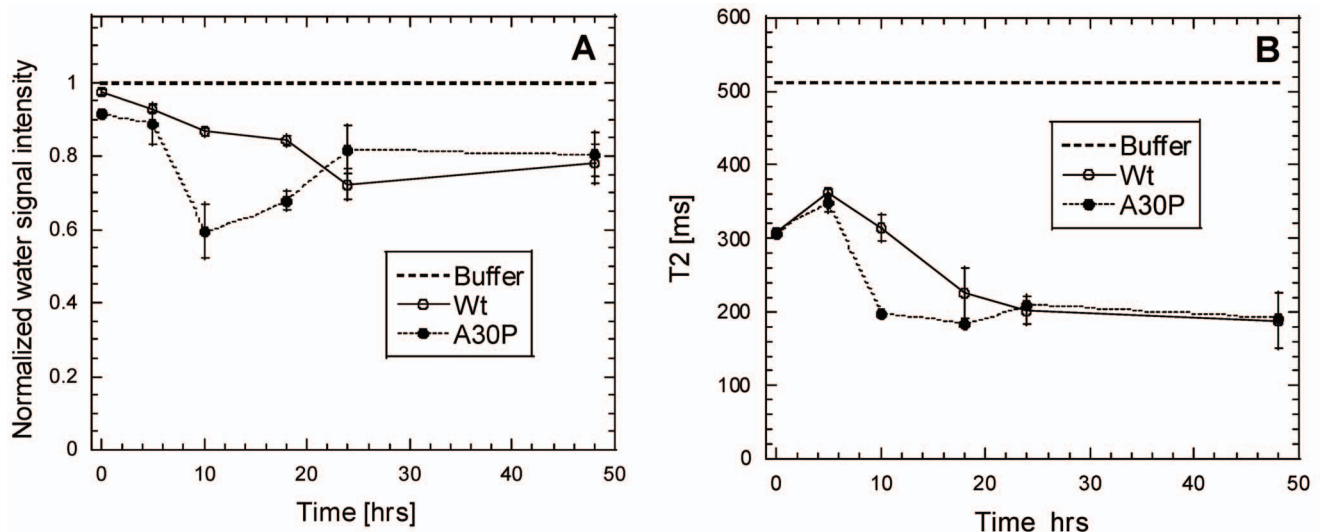 A
Normalized water signal intensity
1
0.8
0.6
0.4
0.2
0
Buffer
Wt
A30P
0 10 20 30 40 50
Time [hrs]
B
T2 [ms]
600
500
400
300
200
100
0
Buffer
Wt
A30P
0 10 20 30 40 50
Time hrs